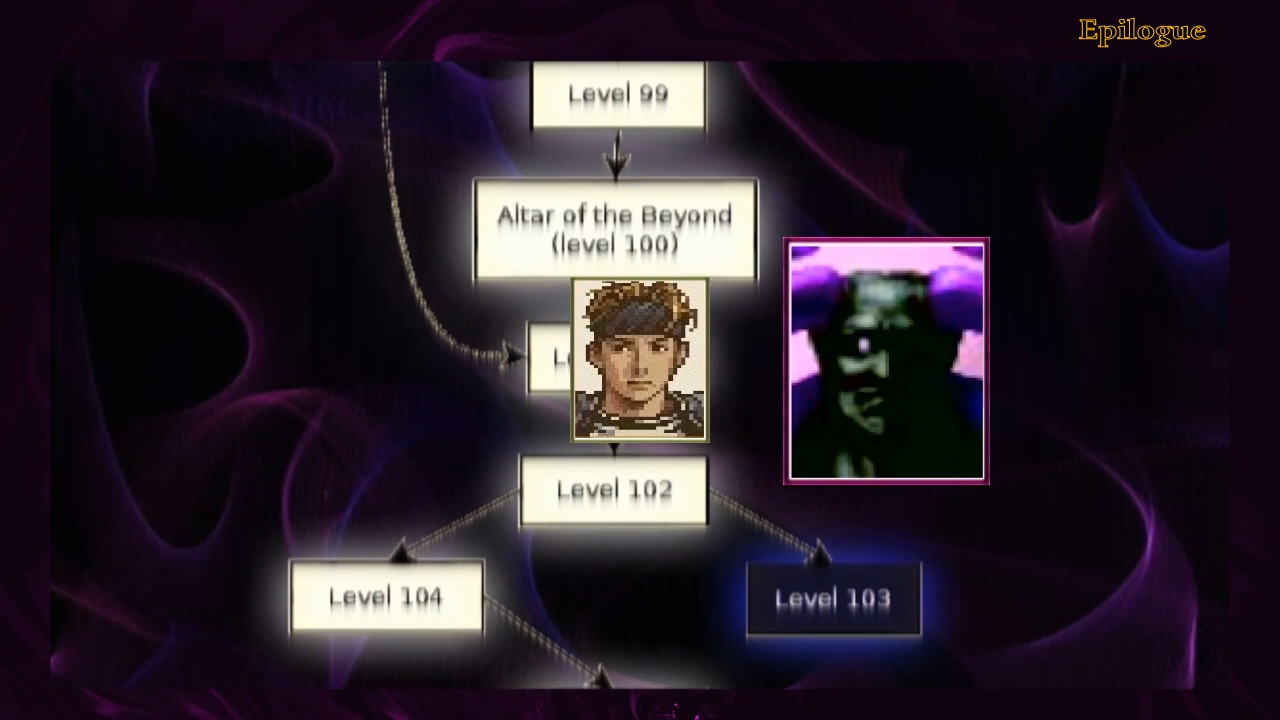 Epilogue
Level 99
Altar of the Beyond
(level 100)
Level 102
Level 104
Level 103